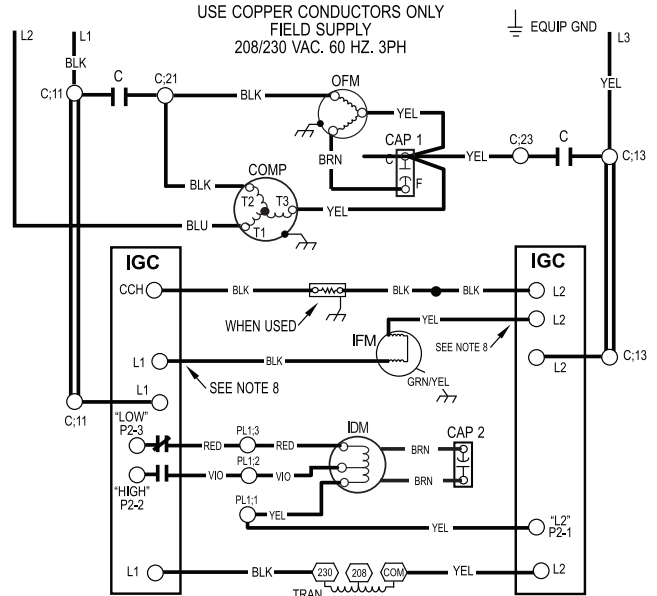 USE COPPER CONDUCTORS ONLY
FIELD SUPPLY
208/230 VAC. 60 HZ. 3PH
EQUIP GND
L2
L1
L3
BLK
YEL
C;11
C
C;21
BLK
OFM
YEL
CAP 1
C
F
BRN
YEL
C;23
C
C;13
COMP
BLK
T2
T3
T1
YEL
BLU
IGC
IGC
CCH
BLK
BLK
BLK
L2
WHEN USED
YEL
L2
SEE NOTE 8
IFM
L1
BLK
SEE NOTE 8
GRN/YEL
L2
C;13
L1
C;11
"LOW"
P2-3
RED
PL1;3
RED
IDM
BRN
CAP 2
"HIGH"
P2-2
VIO
PL1;2
VIO
BRN
PL1;1
YEL
YEL
"L2"
P2-1
L1
BLK
230
208
COM
YEL
L2
TRAN